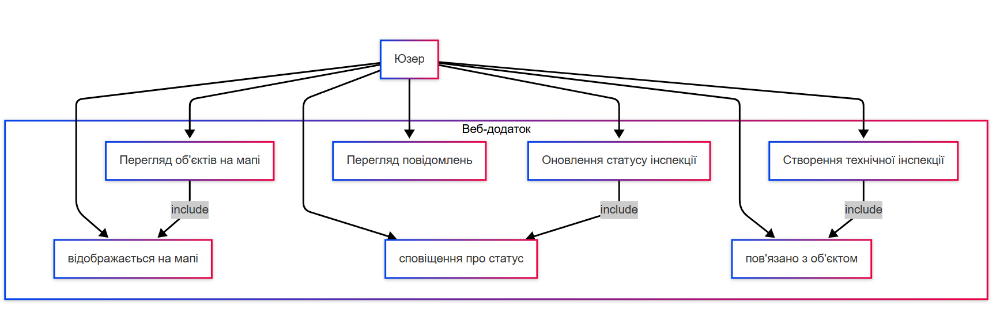 Юзер
Веб-додаток
Перегляд об'єктів на мапі
Перегляд повідомлень
Оновлення статусу інспекції
Створення технічної інспекції
include
include
include
відображається на мапі
сповіщення про статус
пов'язано з об'єктом